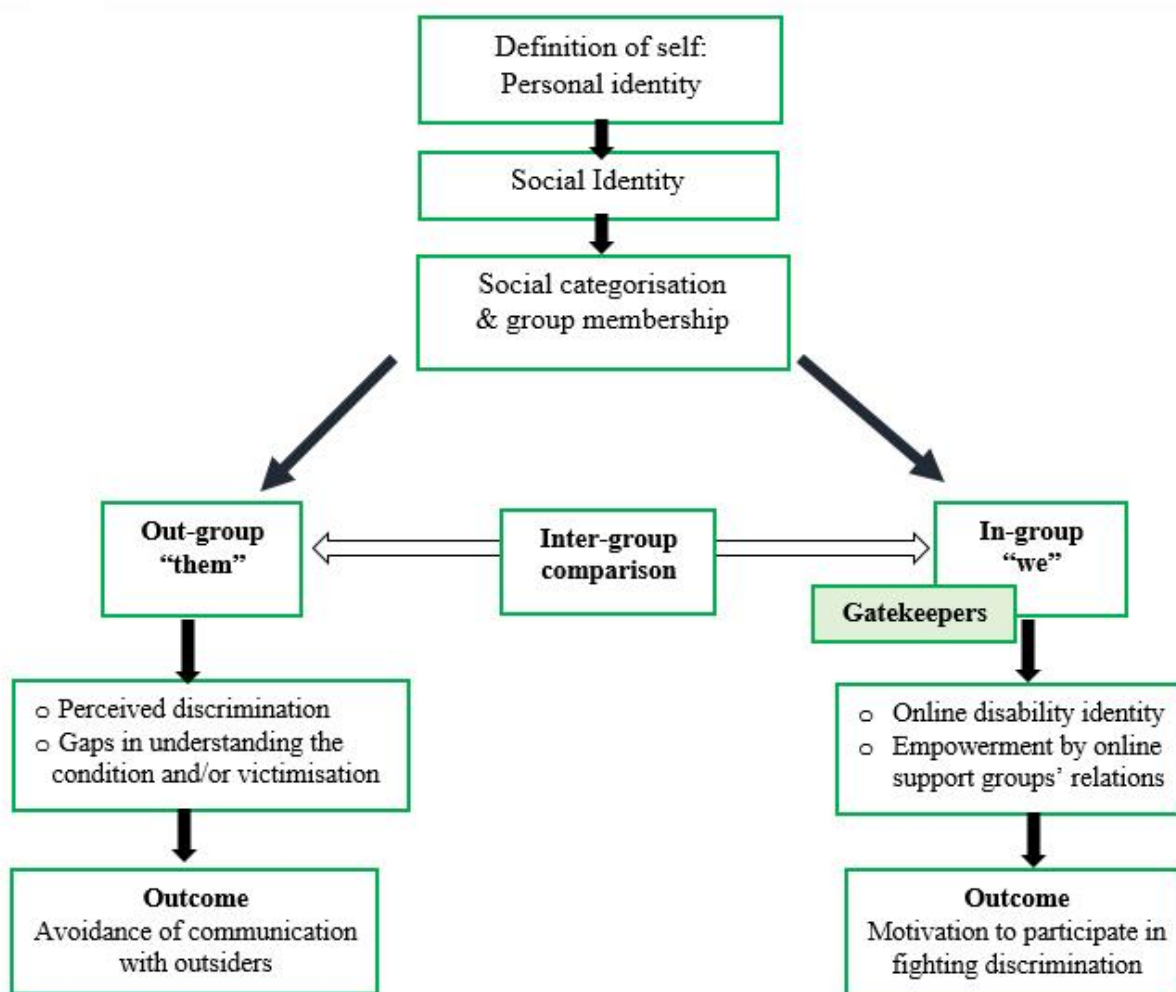 Definition of self:
Personal identity
Social Identity
Social categorisation
& group membership
Out-group
“them”
Inter-group
comparison
In-group
“we”
Gatekeepers
o Perceived discrimination
o Gaps in understanding the
condition and/or victimisation
o Online disability identity
o Empowerment by online
support groups’ relations
Outcome
Avoidance of communication
with outsiders
Outcome
Motivation to participate in
fighting discrimination